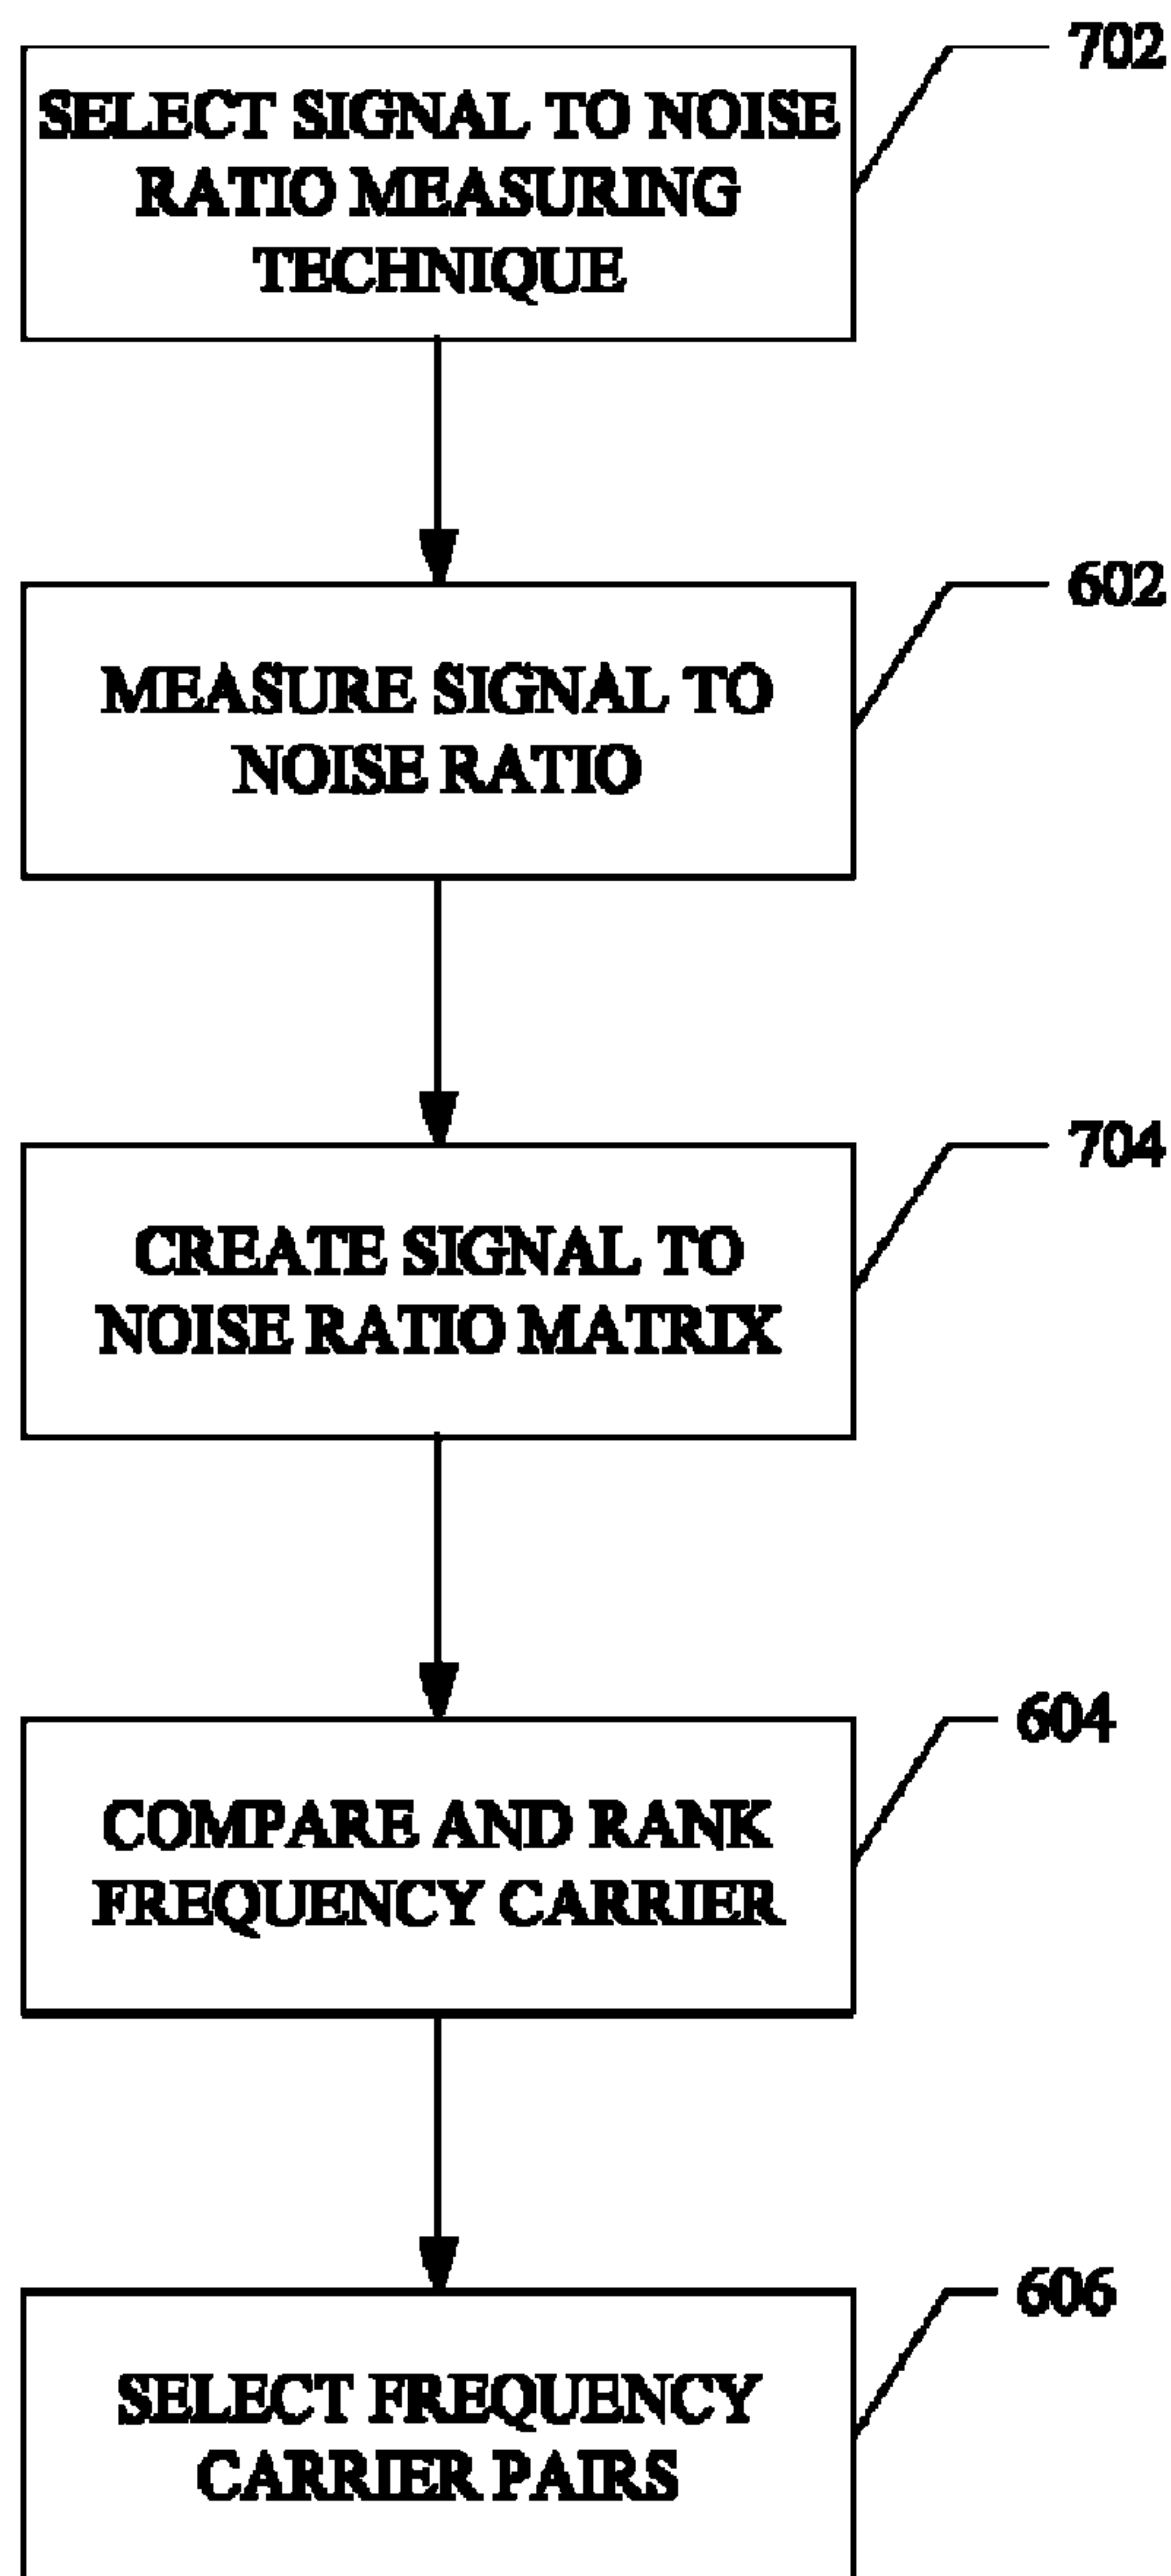 702
SELECT SIGNAL TO NOISE
RATIO MEASURING
TECHNIQUE
602
MEASURE SIGNAL TO
NOISE RATIO
704
CREATE SIGNAL TO
NOISE RATIO MATRIX
604
COMPARE AND RANK
FREQUENCY CARRIER
606
SELECT FREQUENCY
CARRIER PAIRS